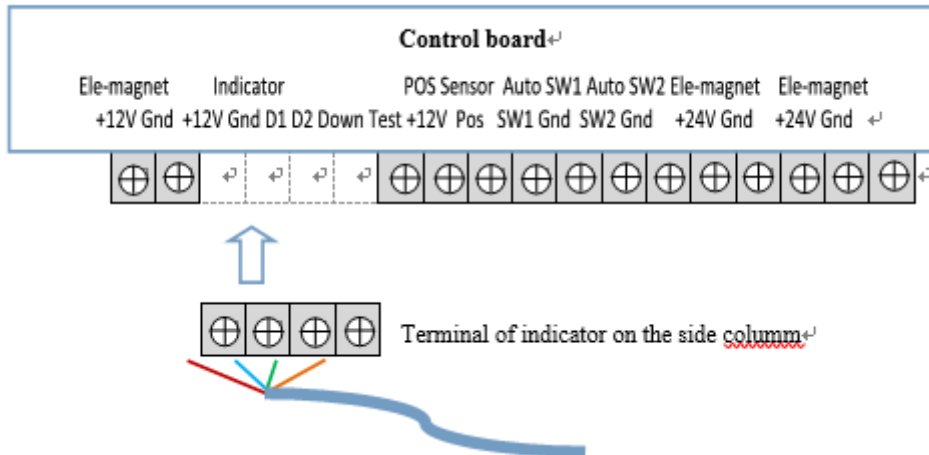 Control board
Ele-magnet Indicator POS Sensor Auto SW1 Auto SW2 Ele-magnet Ele-magnet
+12V Gnd +12V Gnd D1 D2 Down Test +12V Pos SW1 Gnd SW2 Gnd +24V Gnd +24V Gnd
Terminal of indicator on the side columm